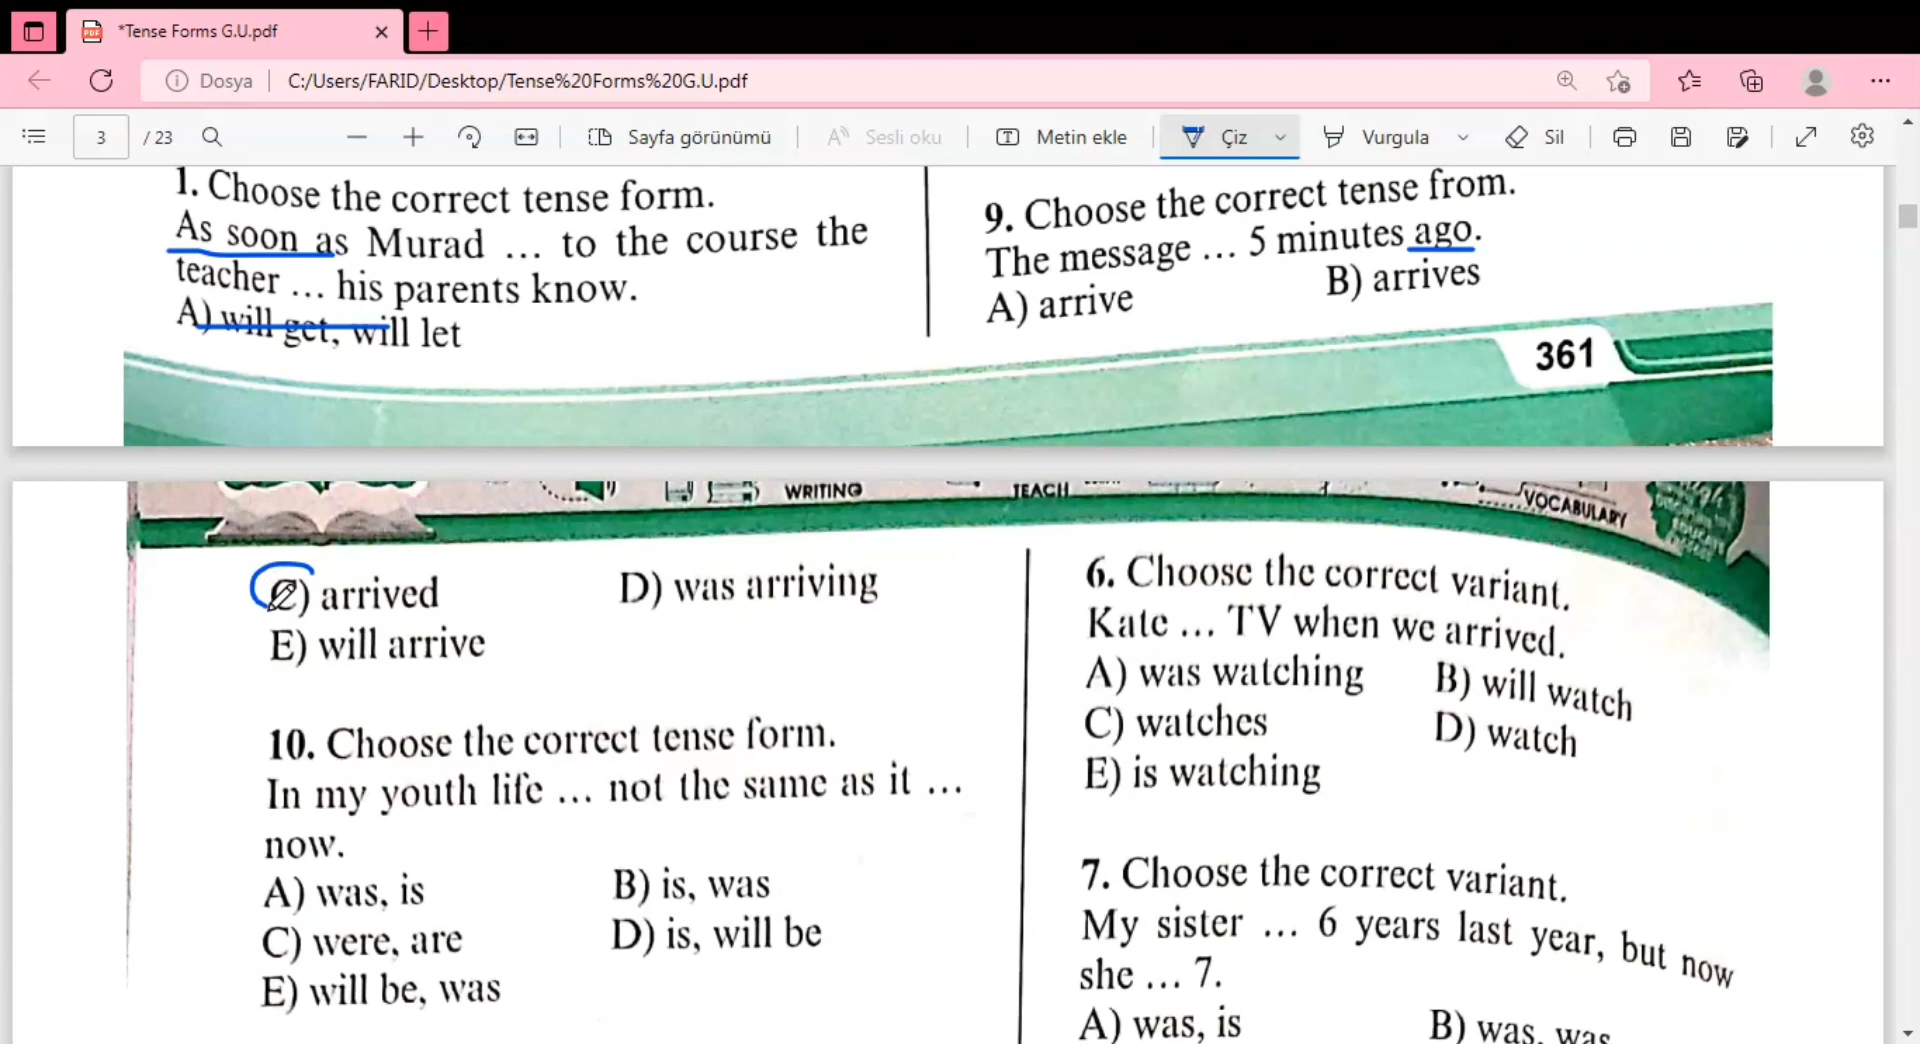 *Tense Forms G.U.pdf
Dosya
C:/Users/FARID/Desktop/Tense%20Forms%20G.U.pdf
3 / 23
Sayfa görünümü
Sesli oku
Metin ekle
Çiz
Vurgula
Sil
1. Choose the correct tense form.
As soon as Murad ... to the course the
teacher ... his parents know.
A) will get, will let
9. Choose the correct tense from.
The message ... 5 minutes ago.
A) arrive
B) arrives
361
WRITING
TEACH
VOCABULARY
C) arrived
D) was arriving
E) will arrive
10. Choose the correct tense form.
In my youth life ... not the same as it ...
now.
A) was, is
B) is, was
C) were, are
D) is, will be
E) will be, was
6. Choose the correct variant.
Kate ... TV when we arrived.
A) was watching
B) will watch
C) watches
D) watch
E) is watching
7. Choose the correct variant.
My sister ... 6 years last year, but now
she ... 7.
A) was, is
B) was, was